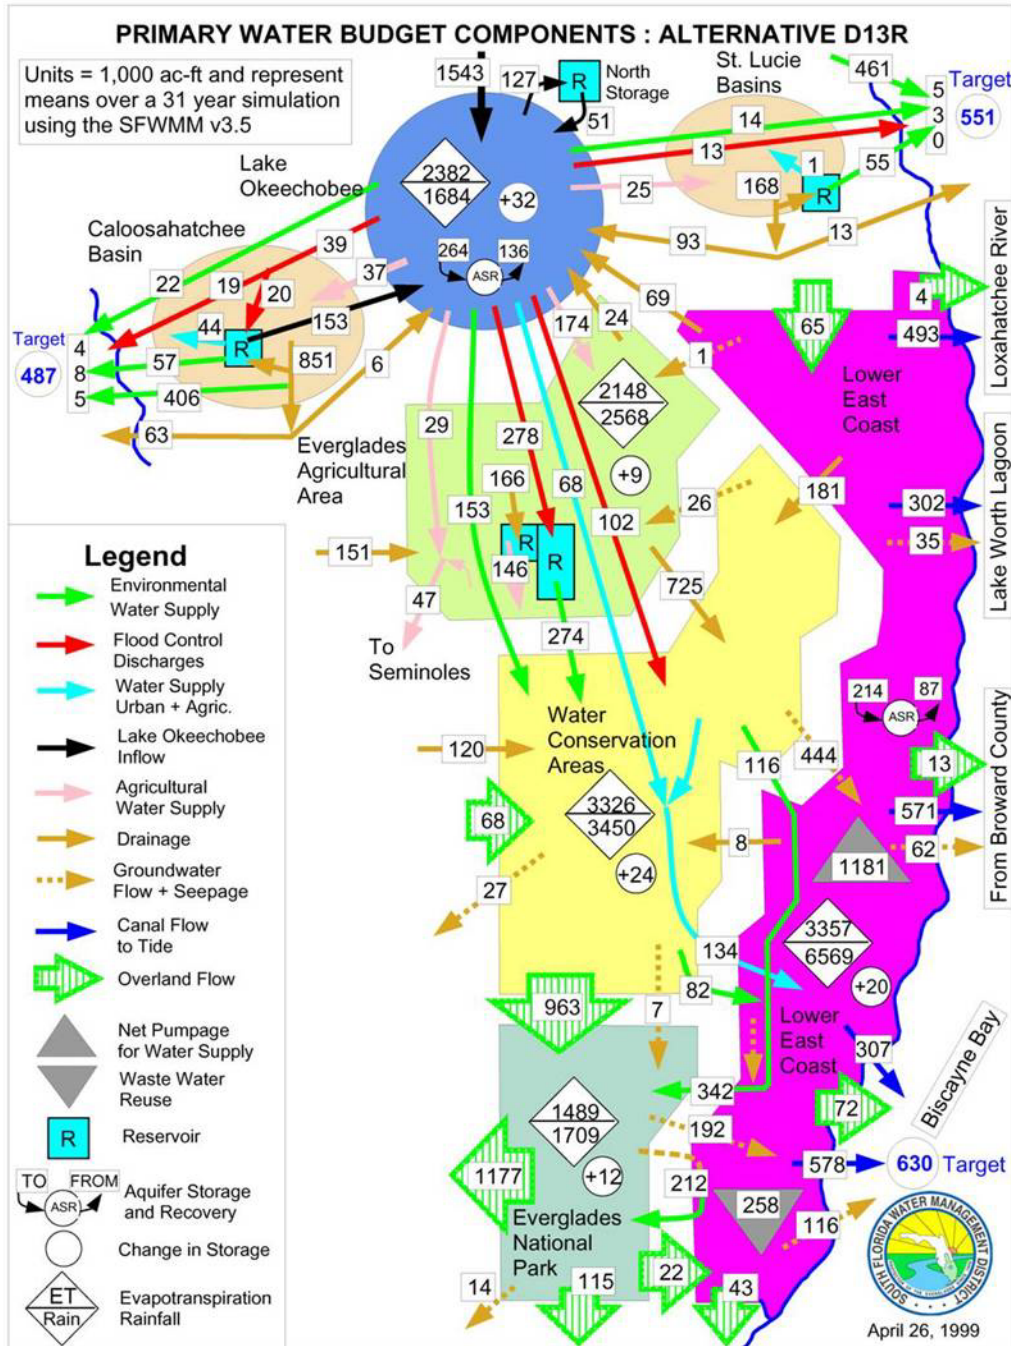 PRIMARY WATER BUDGET COMPONENTS : ALTERNATIVE D13R
Units = 1,000 ac-ft and represent
means over a 31 year simulation
using the SFWMM v3.5
1543
127
R
North
Storage
51
St. Lucie
Basins
461
Target
5
3
0
551
14
13
25
1
55
168
R
93
13
Lake
Okeechobee
2382
1684
+32
264
136
ASR
Caloosahatchee
Basin
39
37
22
19
20
44
R
153
Target
487
4
8
5
57
406
851
6
63
174
24
69
1
65
4
493
Loxahatchee River
Lower
East
Coast
2148
2568
+9
Everglades
Agricultural
Area
29
278
68
166
153
102
26
181
302
35
Lake Worth Lagoon
151
R
R
146
725
47
To
Seminoles
274
Legend
Environmental
Water Supply
Flood Control
Discharges
Water Supply
Urban + Agric.
Lake Okeechobee
Inflow
Agricultural
Water Supply
Drainage
Groundwater
Flow + Seepage
Canal Flow
to Tide
Overland Flow
Net Pumpage
for Water Supply
Waste Water
Reuse
R
Reservoir
TO
FROM
ASR
Aquifer Storage
and Recovery
Change in Storage
ET
Rain
Evapotranspiration
Rainfall
Water
Conservation
Areas
120
68
3326
3450
+24
27
116
444
8
214
87
ASR
13
571
62
1181
From Broward County
3357
6569
+20
134
82
7
963
Lower
East
Coast
307
72
Biscayne Bay
342
192
1489
1709
+12
1177
212
578
630
Target
258
116
Everglades
National
Park
14
115
22
43
SOUTH FLORIDA WATER MANAGEMENT DISTRICT
April 26, 1999